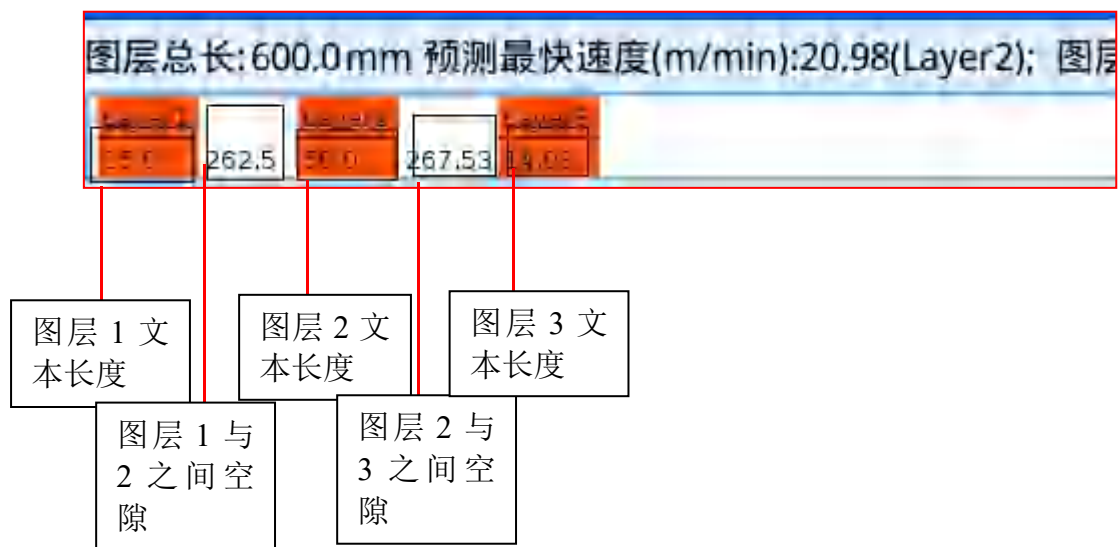 图层总长:600.0mm 预测最快速度(m/min):20.98(Layer2); 图层
262.5 267.53
图层 1 文本长度
图层 2 文本长度
图层 3 文本长度
图层 1 与 2 之间空隙
图层 2 与 3 之间空隙